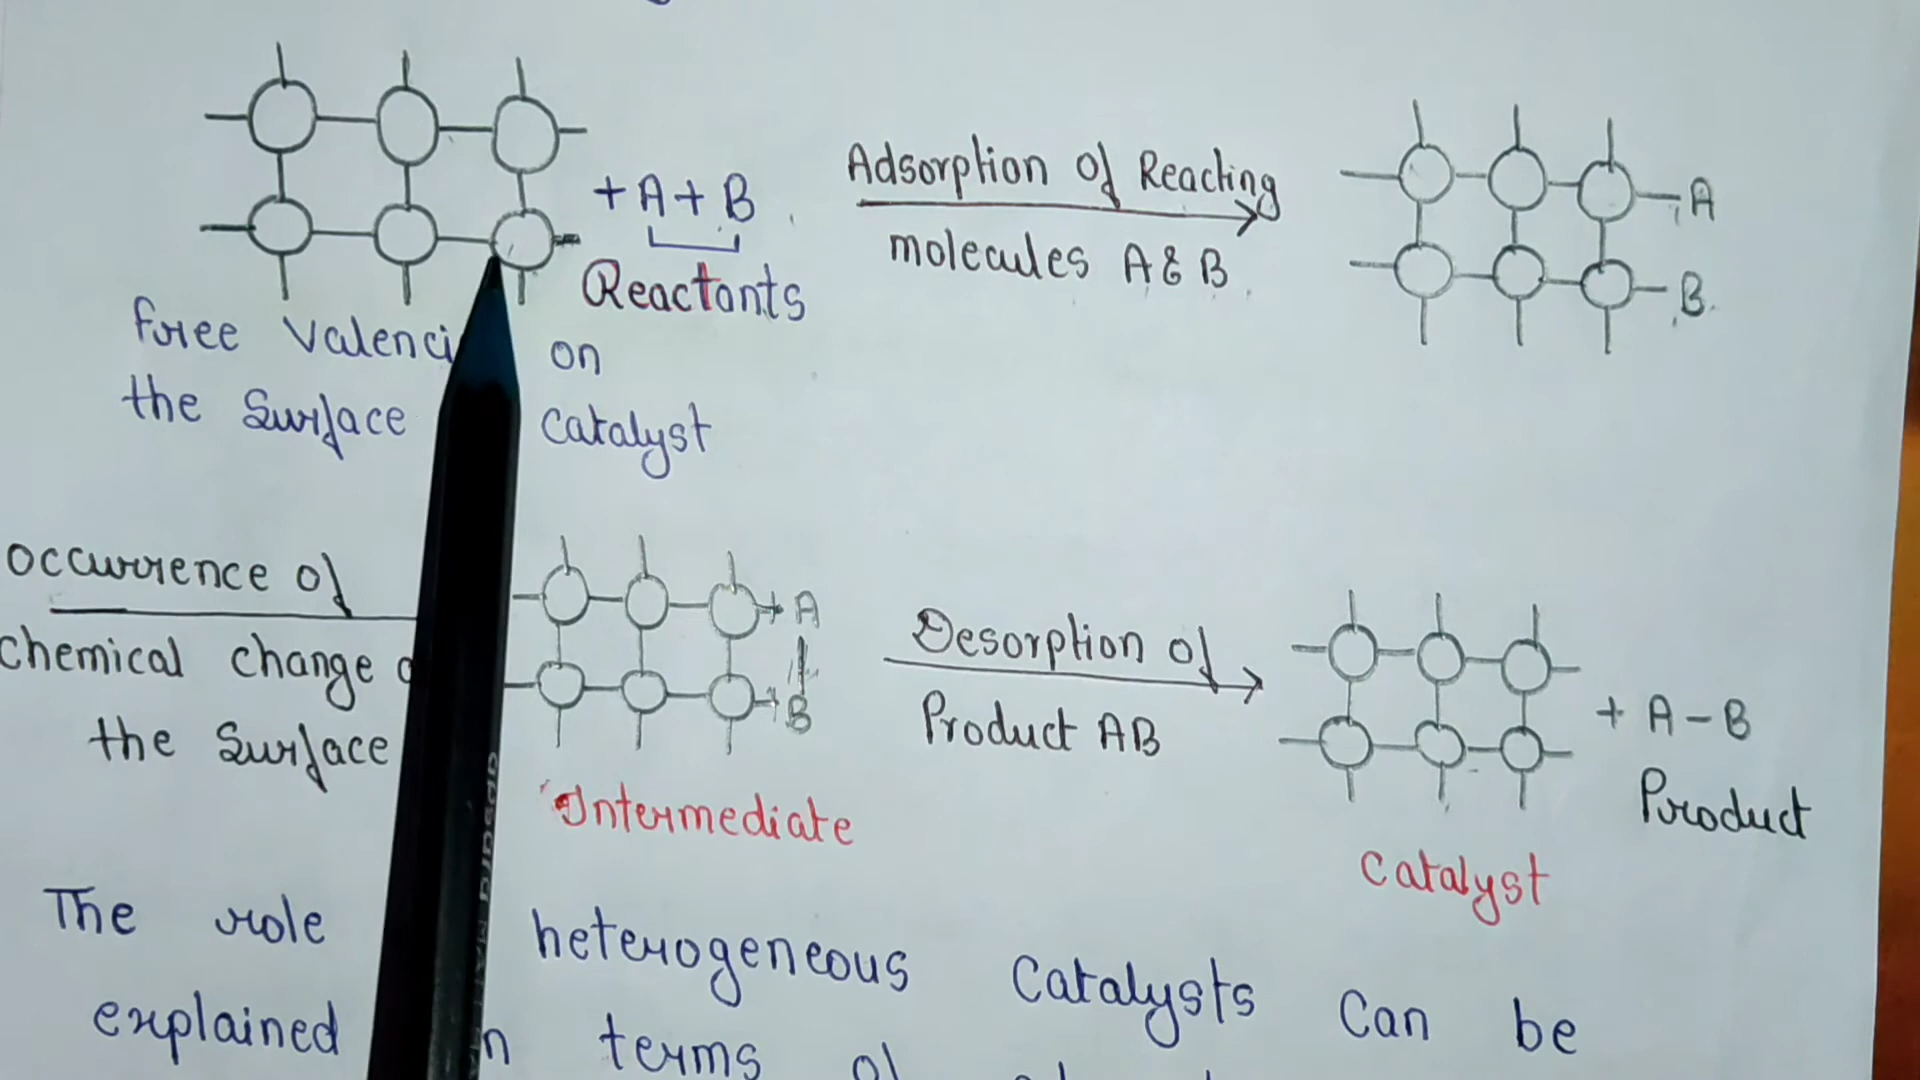 + A + B
Reactants
free Valenci on
the Surface catalyst
Adsorption of Reacting
molecules A & B
A
B
occurrence of
chemical change
the Surface
A
B
Intermediate
Desorption of
Product AB
+ A - B
Product
Catalyst
The role heterogeneous Catalysts Can be
explained terms